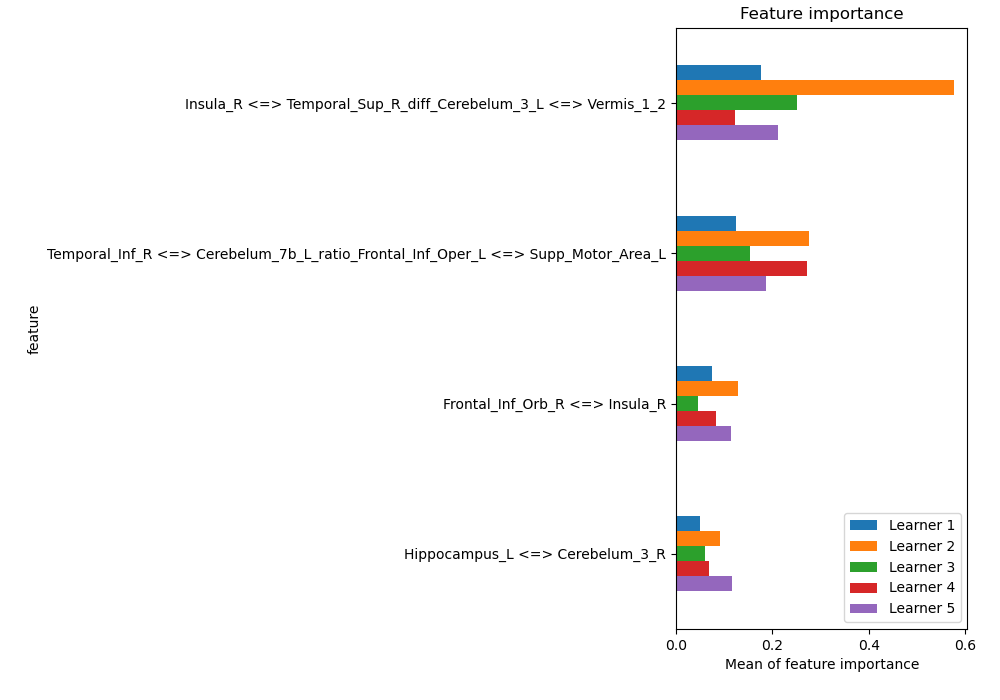 Feature importance
Insula_R <=> Temporal_Sup_R_diff_Cerebelum_3_L <=> Vermis_1_2
Temporal_Inf_R <=> Cerebelum_7b_L_ratio_Frontal_Inf_Oper_L <=> Supp_Motor_Area_L
feature
Frontal_Inf_Orb_R <=> Insula_R
Hippocampus_L <=> Cerebelum_3_R
Learner 1
Learner 2
Learner 3
Learner 4
Learner 5
0.0 0.2 0.4 0.6
Mean of feature importance